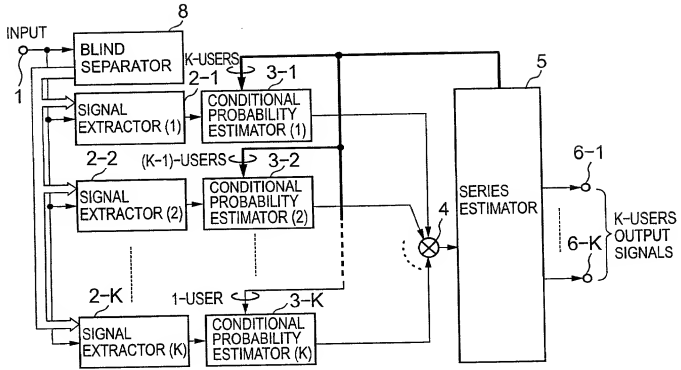 INPUT
8
BLIND
SEPARATOR
1
K-USERS
2-1
3-1
5
SIGNAL
EXTRACTOR (1)
CONDITIONAL
PROBABILITY
ESTIMATOR (1)
2-2
(K-1)-USERS
3-2
SIGNAL
EXTRACTOR (2)
CONDITIONAL
PROBABILITY
ESTIMATOR (2)
4
SERIES
ESTIMATOR
6-1
6-K
K-USERS
OUTPUT
SIGNALS
2-K
1-USER
3-K
SIGNAL
EXTRACTOR (K)
CONDITIONAL
PROBABILITY
ESTIMATOR (K)